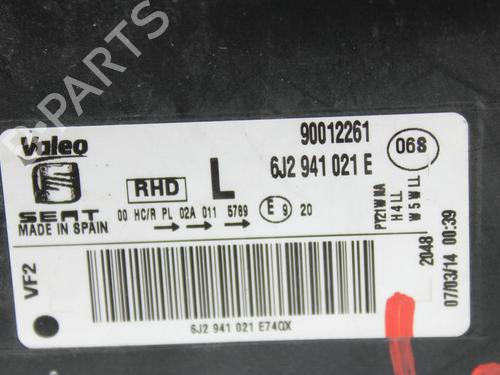 B-PARTS
Valeo
90012261
6J2 941 021 E
068
RHD
L
SEAT
00 HC/R PL 02A 011 5789
E 9 20
MADE IN SPAIN
PT21W NA
H4 LL
W5W LL
VF2
2048
07/03/14 00:39
6J2 941 021 E74QX